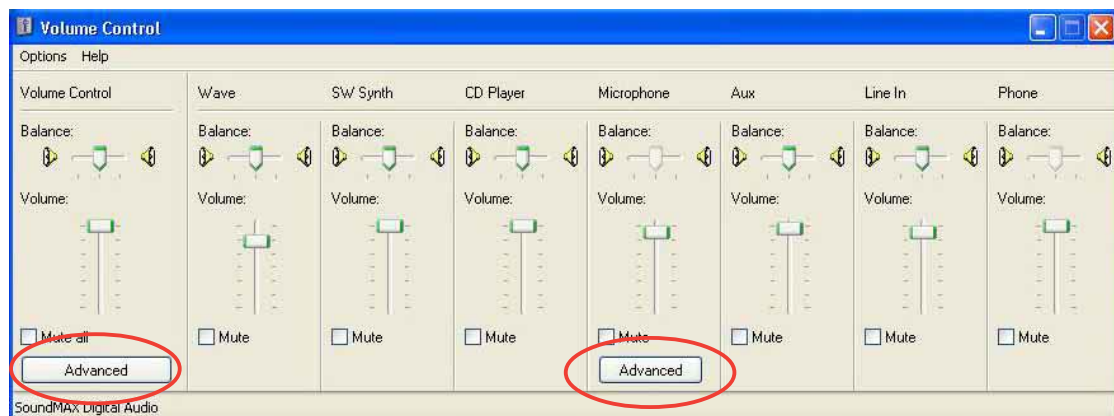 Volume Control
Options Help
Volume Control Wave SW Synth CD Player Microphone Aux Line In Phone
Balance: Balance: Balance: Balance: Balance: Balance: Balance: Balance:
Volume: Volume: Volume: Volume: Volume: Volume: Volume: Volume:
Mute all Mute Mute Mute Mute Mute Mute Mute
Advanced Advanced
SoundMAX Digital Audio